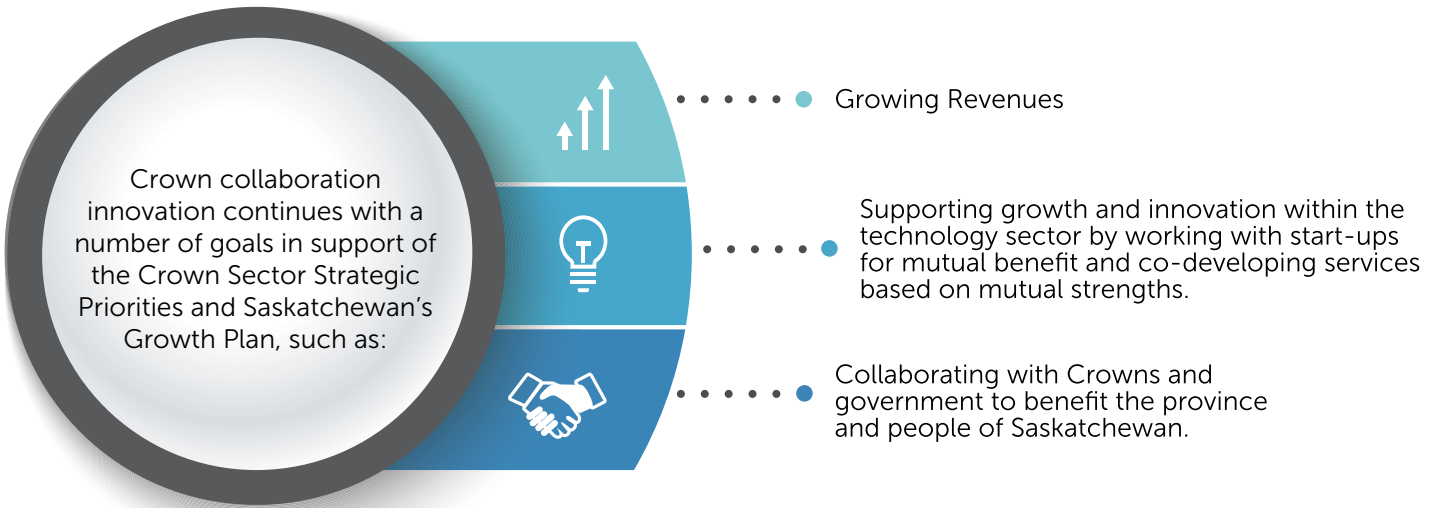 Crown collaboration
innovation continues with a
number of goals in support of
the Crown Sector Strategic
Priorities and Saskatchewan's
Growth Plan, such as:
Growing Revenues
Supporting growth and innovation within the
technology sector by working with start-ups
for mutual benefit and co-developing services
based on mutual strengths.
Collaborating with Crowns and
government to benefit the province
and people of Saskatchewan.